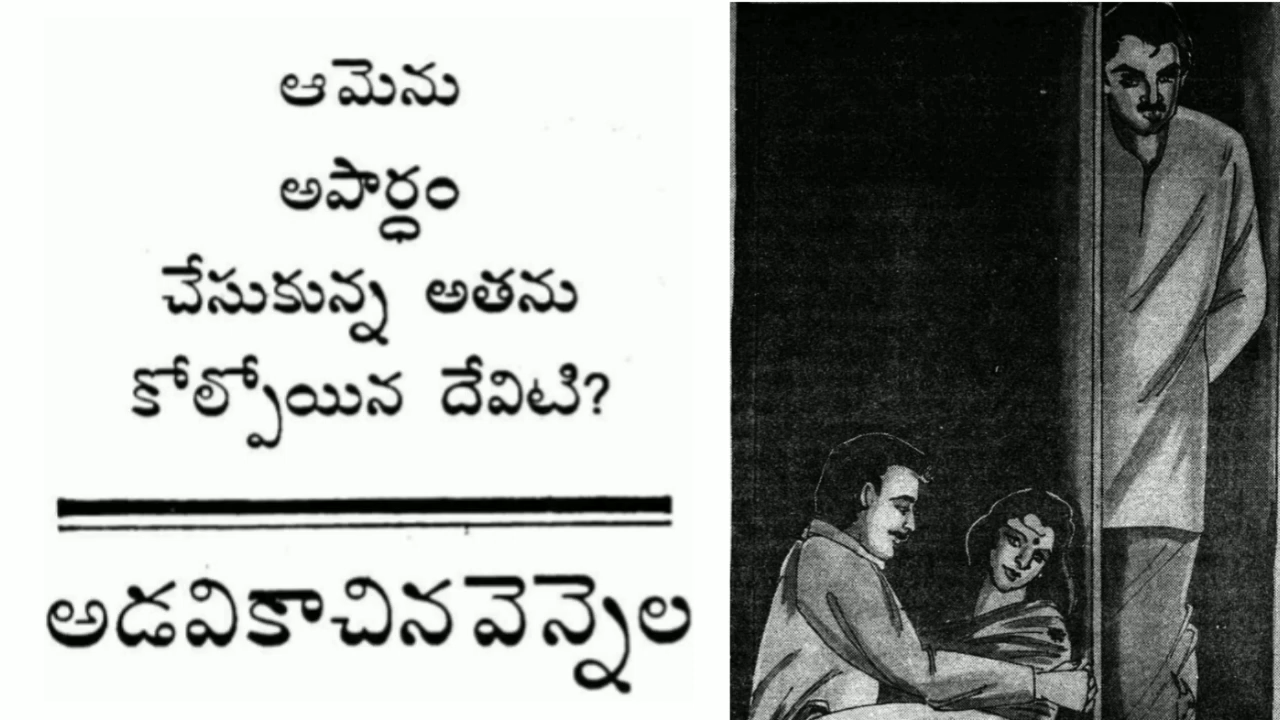 ఆమెను
అపార్ధం
చేసుకున్న అతను
కోల్పోయిన దేవిటి?
అడవికాచినవెన్నెల